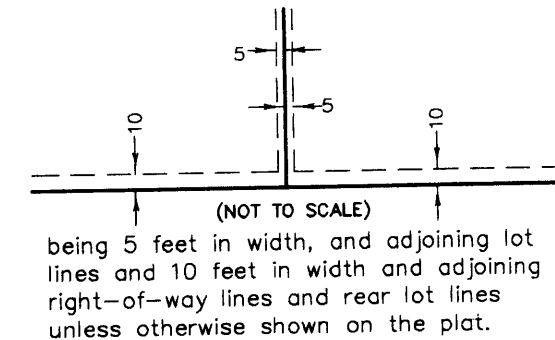 5
5
10
10
(NOT TO SCALE)
being 5 feet in width, and adjoining lot
lines and 10 feet in width and adjoining
right-of-way lines and rear lot lines
unless otherwise shown on the plat.